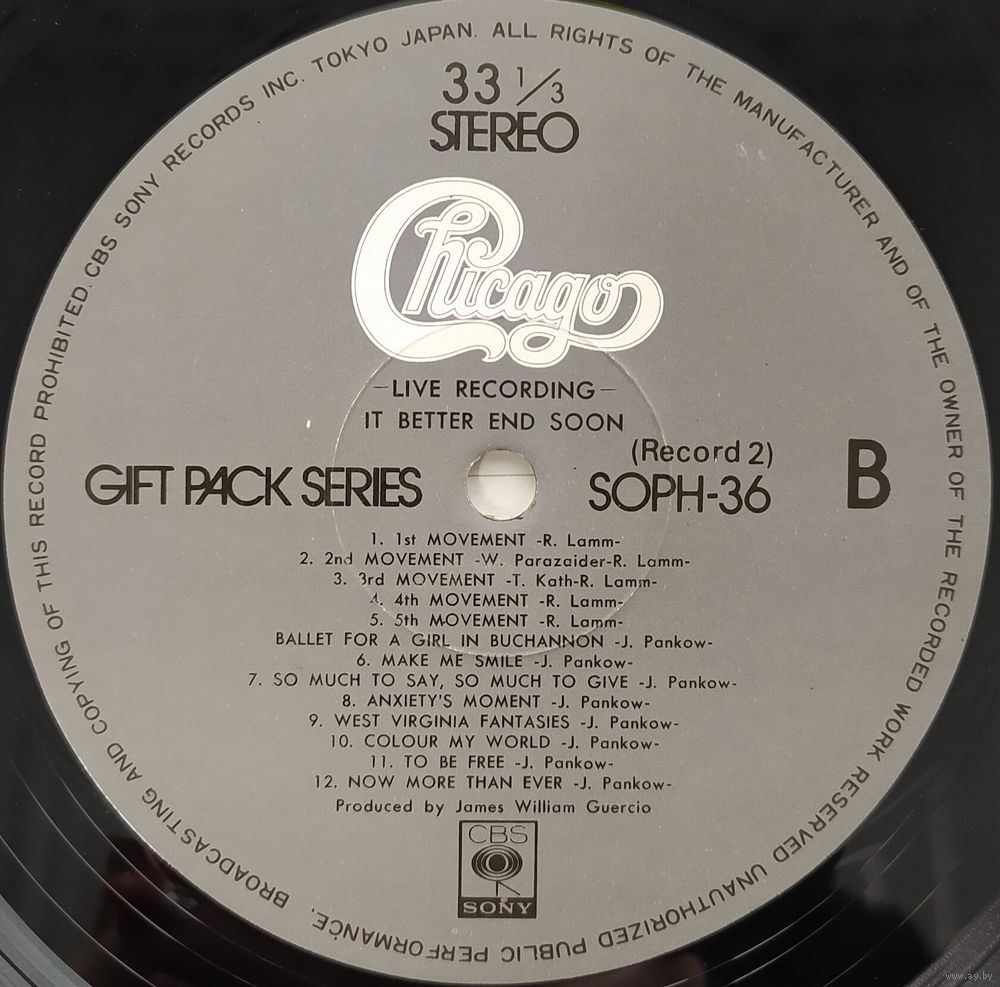 CBS SONY RECORDS INC. TOKYO JAPAN. ALL RIGHTS OF THE MANUFACTURER AND OF THE OWNER OF THE RECORDED WORK RESERVED UNAUTHORIZED PUBLIC PERFORMANCE, BROADCASTING AND COPYING OF THIS RECORD PROHIBITED.
33 1/3
STEREO
Chicago
—LIVE RECORDING—
IT BETTER END SOON
(Record 2)
GIFT PACK SERIES SOPH-36 B
1. 1st MOVEMENT -R. Lamm-
2. 2nd MOVEMENT -W. Parazaider-R. Lamm-
3. 3rd MOVEMENT -T. Kath-R. Lamm-
4. 4th MOVEMENT -R. Lamm-
5. 5th MOVEMENT -R. Lamm-
BALLET FOR A GIRL IN BUCHANNON -J. Pankow-
6. MAKE ME SMILE -J. Pankow-
7. SO MUCH TO SAY, SO MUCH TO GIVE -J. Pankow-
8. ANXIETY'S MOMENT -J. Pankow-
9. WEST VIRGINIA FANTASIES -J. Pankow-
10. COLOUR MY WORLD -J. Pankow-
11. TO BE FREE -J. Pankow-
12. NOW MORE THAN EVER -J. Pankow-
Produced by James William Guercio
CBS
SONY
www.ay.by